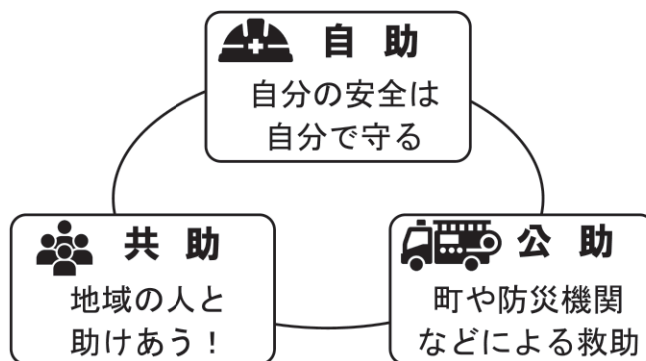 自助
自分の安全は
自分で守る
共助
地域の人と
助けあう！
公助
町や防災機関
などによる救助